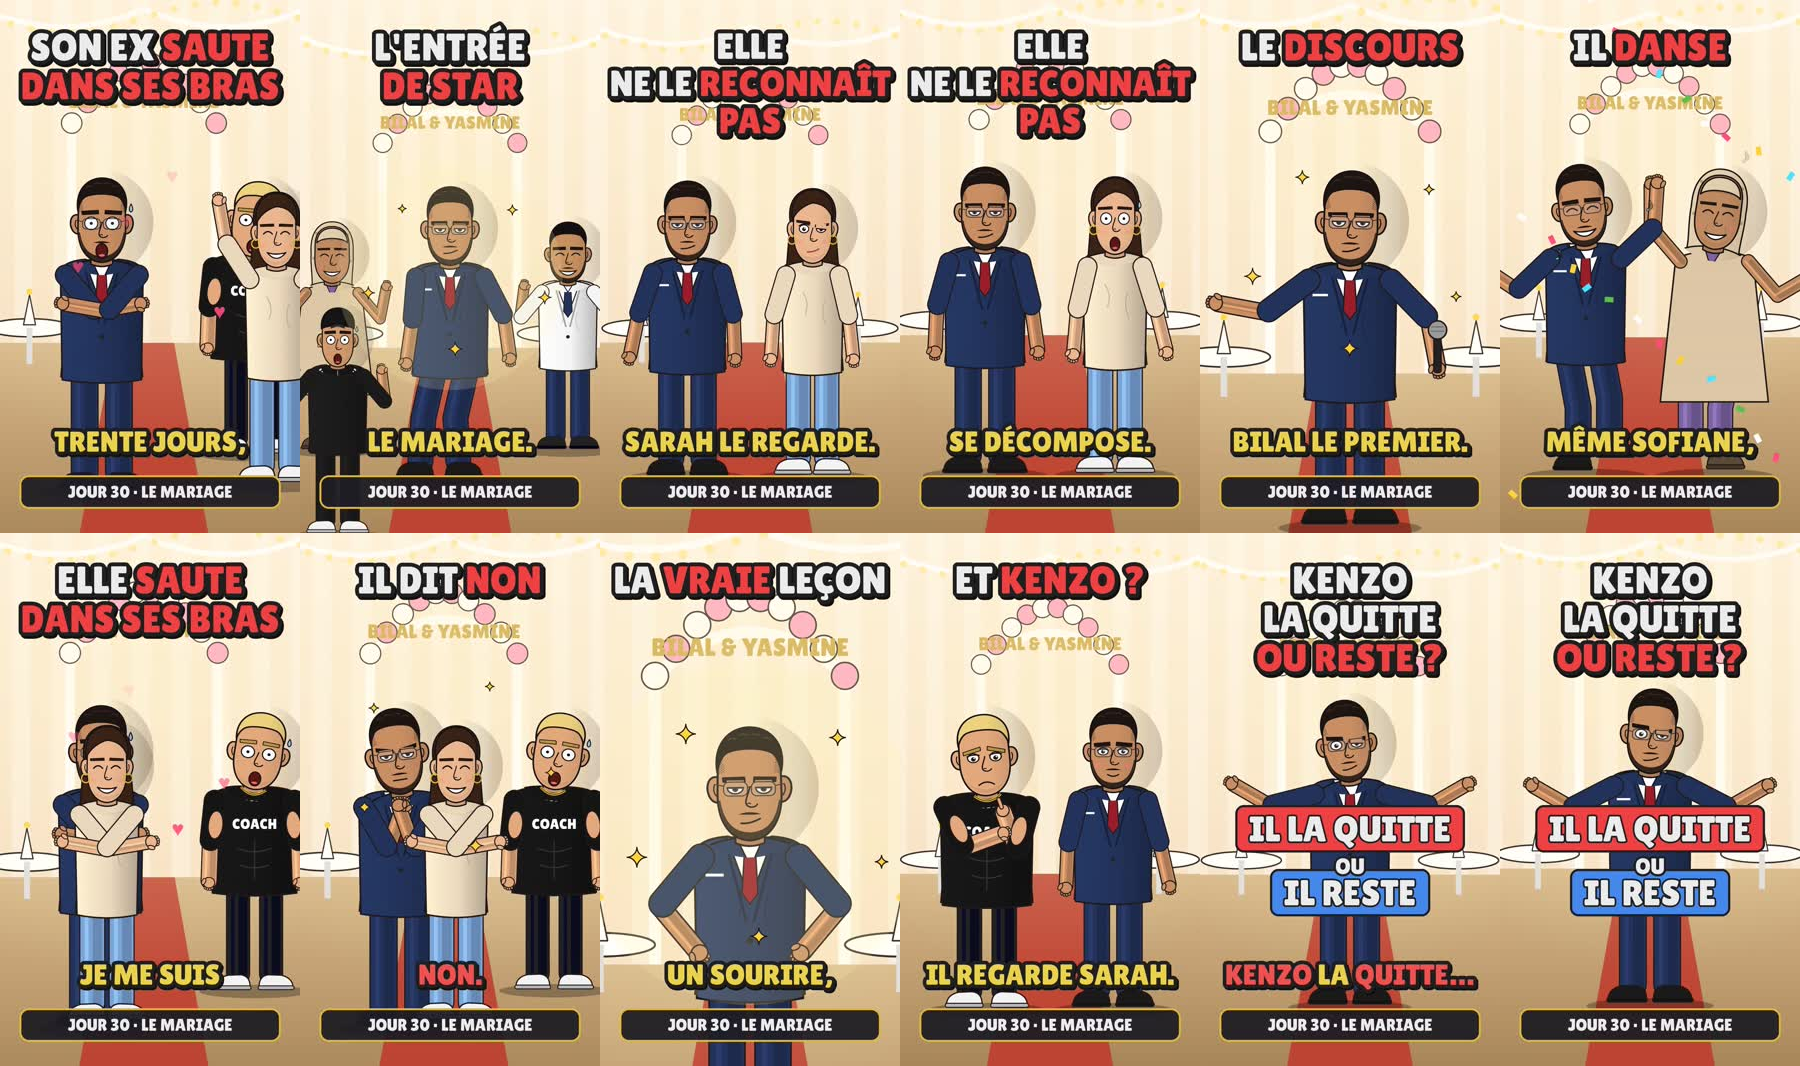 SON EX SAUTE
DANS SES BRAS
TRENTE JOURS,
JOUR 30 · LE MARIAGE
L'ENTRÉE
DE STAR
BILAL & YASMINE
LE MARIAGE.
JOUR 30 · LE MARIAGE
ELLE
NE LE RECONNAÎT
PAS
SARAH LE REGARDE.
JOUR 30 · LE MARIAGE
ELLE
NE LE RECONNAÎT
PAS
SE DÉCOMPOSE.
JOUR 30 · LE MARIAGE
LE DISCOURS
BILAL & YASMINE
BILAL LE PREMIER.
JOUR 30 · LE MARIAGE
IL DANSE
BILAL & YASMINE
MÊME SOFIANE,
JOUR 30 · LE MARIAGE
ELLE SAUTE
DANS SES BRAS
COACH
JE ME SUIS
JOUR 30 · LE MARIAGE
IL DIT NON
BILAL & YASMINE
COACH
NON.
JOUR 30 · LE MARIAGE
LA VRAIE LEÇON
BILAL & YASMINE
UN SOURIRE,
JOUR 30 · LE MARIAGE
ET KENZO ?
BILAL & YASMINE
IL REGARDE SARAH.
JOUR 30 · LE MARIAGE
KENZO
LA QUITTE
OU RESTE ?
IL LA QUITTE
OU
IL RESTE
KENZO LA QUITTE...
JOUR 30 · LE MARIAGE
KENZO
LA QUITTE
OU RESTE ?
IL LA QUITTE
OU
IL RESTE
JOUR 30 · LE MARIAGE